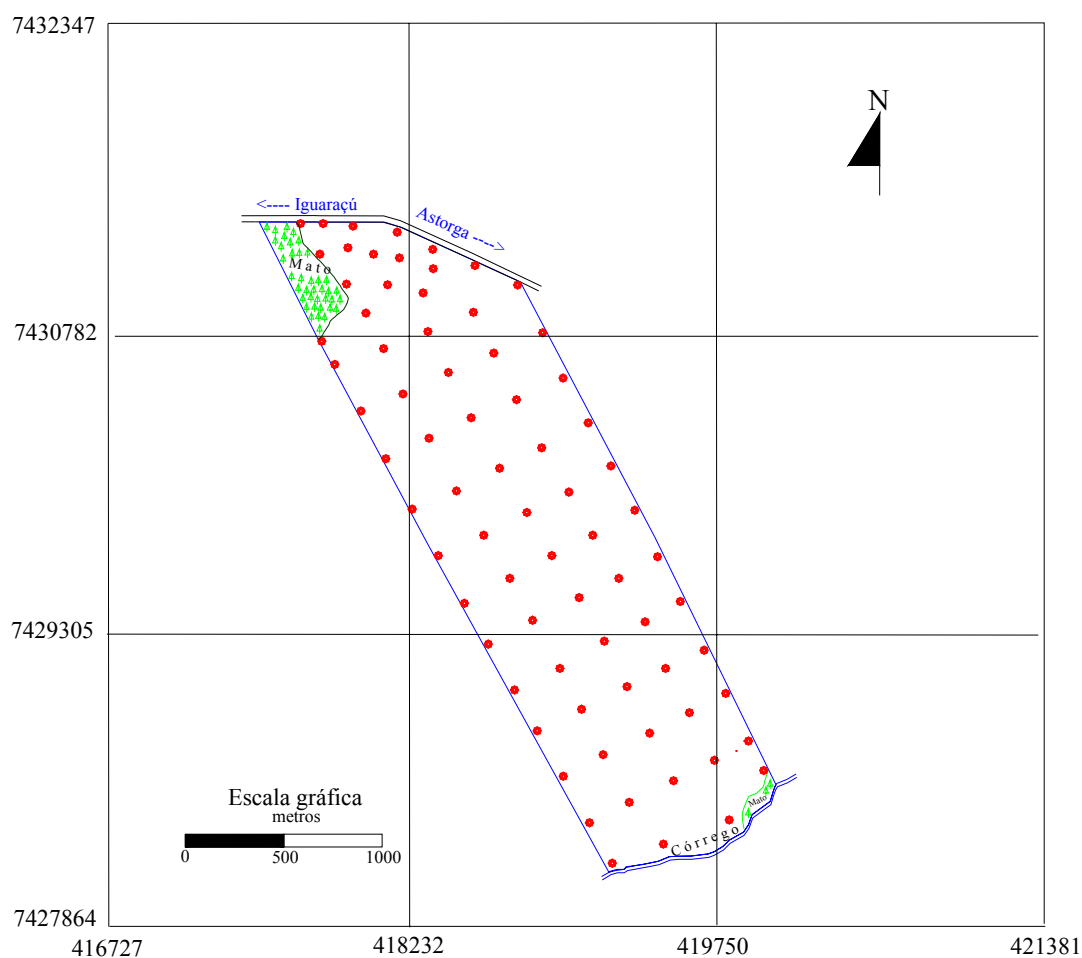 7432347
N
<---- Iguaraçú
Astorga ---->
Mato
7430782
7429305
Escala gráfica
metros
0 500 1000
Mato
Córrego
7427864
416727 418232 419750 421381